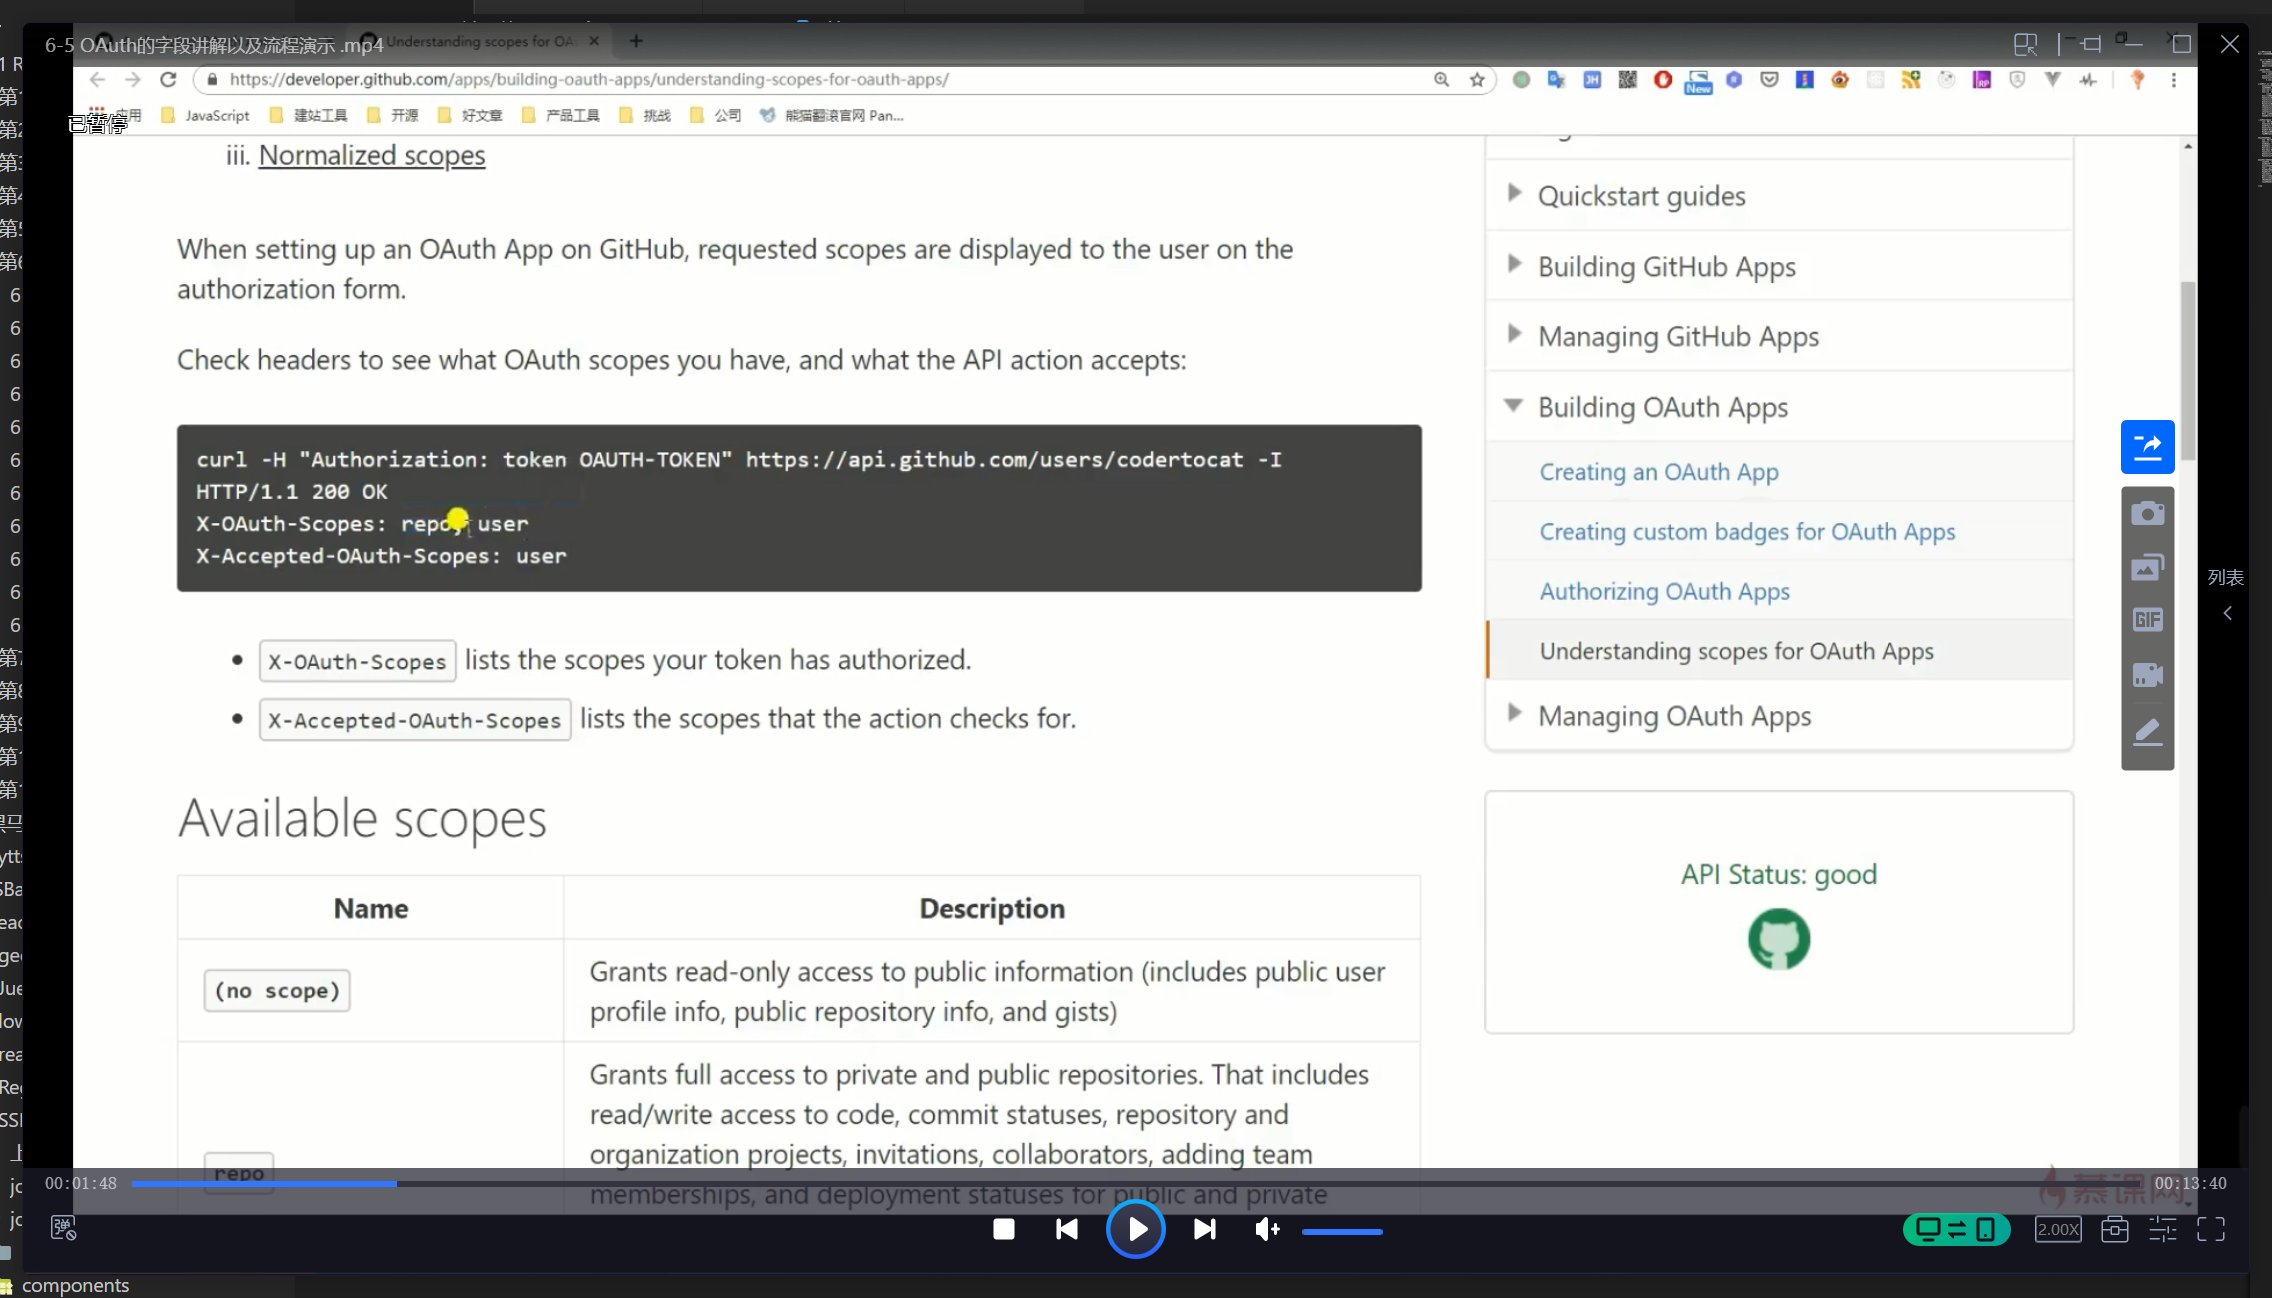 6-5 OAuth的字段讲解以及流程演示 .mp4
Understanding scopes for OA
https://developer.github.com/apps/building-oauth-apps/understanding-scopes-for-oauth-apps/
New
已暂停
应用
JavaScript
建站工具
开源
好文章
产品工具
挑战
公司
熊猫翻滚官网 Pan...
iii. Normalized scopes
When setting up an OAuth App on GitHub, requested scopes are displayed to the user on the
authorization form.
Check headers to see what OAuth scopes you have, and what the API action accepts:
curl -H "Authorization: token OAUTH-TOKEN" https://api.github.com/users/codertocat -I
HTTP/1.1 200 OK
X-OAuth-Scopes: repo, user
X-Accepted-OAuth-Scopes: user
• X-OAuth-Scopes lists the scopes your token has authorized.
• X-Accepted-OAuth-Scopes lists the scopes that the action checks for.
Available scopes
Name Description
(no scope) Grants read-only access to public information (includes public user
profile info, public repository info, and gists)
repo Grants full access to private and public repositories. That includes
read/write access to code, commit statuses, repository and
organization projects, invitations, collaborators, adding team
memberships, and deployment statuses for public and private
Quickstart guides
Building GitHub Apps
Managing GitHub Apps
Building OAuth Apps
Creating an OAuth App
Creating custom badges for OAuth Apps
Authorizing OAuth Apps
Understanding scopes for OAuth Apps
Managing OAuth Apps
API Status: good
GIF
列表
慕课网
00:01:48
00:13:40
弹
2.00X
components